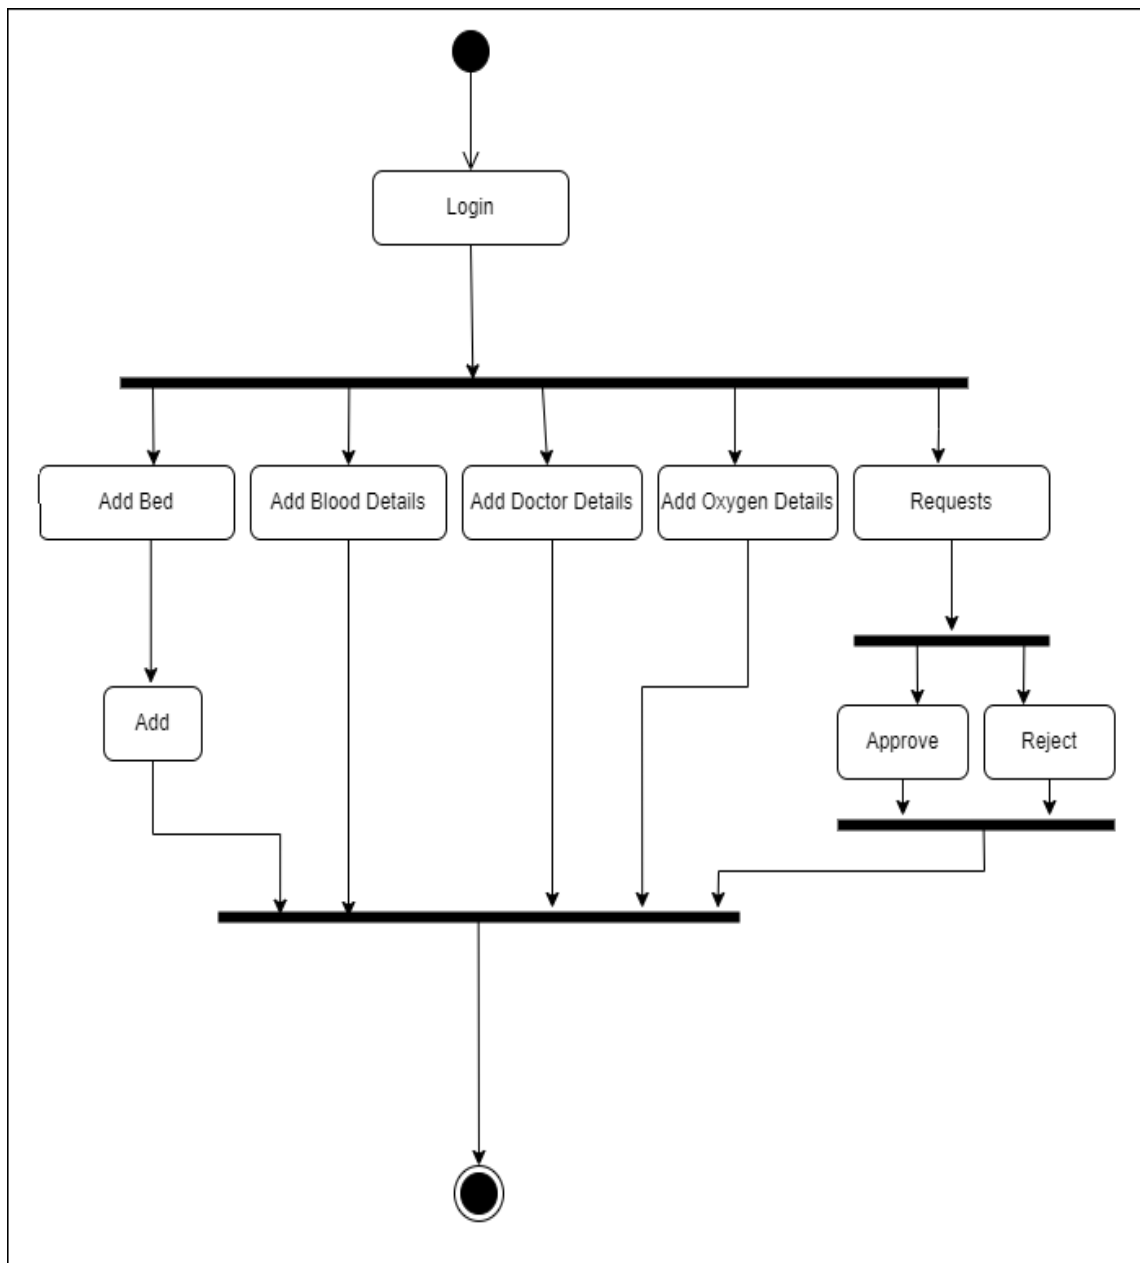 Login
Add Bed
Add Blood Details
Add Doctor Details
Add Oxygen Details
Requests
Add
Approve
Reject